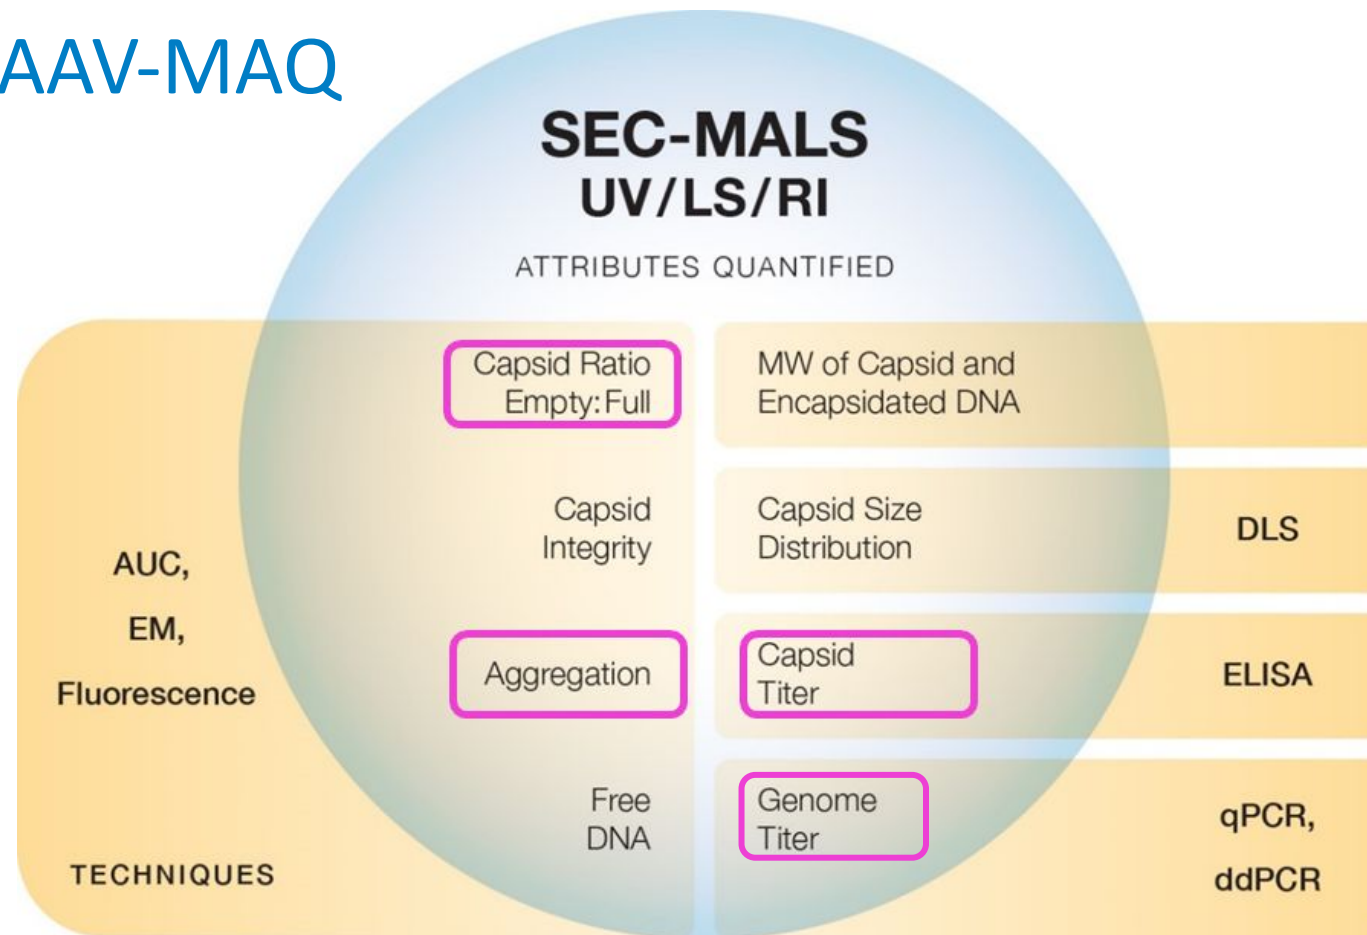 AAV-MAQ
SEC-MALS
UV/LS/RI
ATTRIBUTES QUANTIFIED
Capsid Ratio
Empty:Full
MW of Capsid and
Encapsidated DNA
Capsid
Integrity
Capsid Size
Distribution
DLS
AUC,
EM,
Fluorescence
Aggregation
Capsid
Titer
ELISA
Free
DNA
Genome
Titer
qPCR,
ddPCR
TECHNIQUES